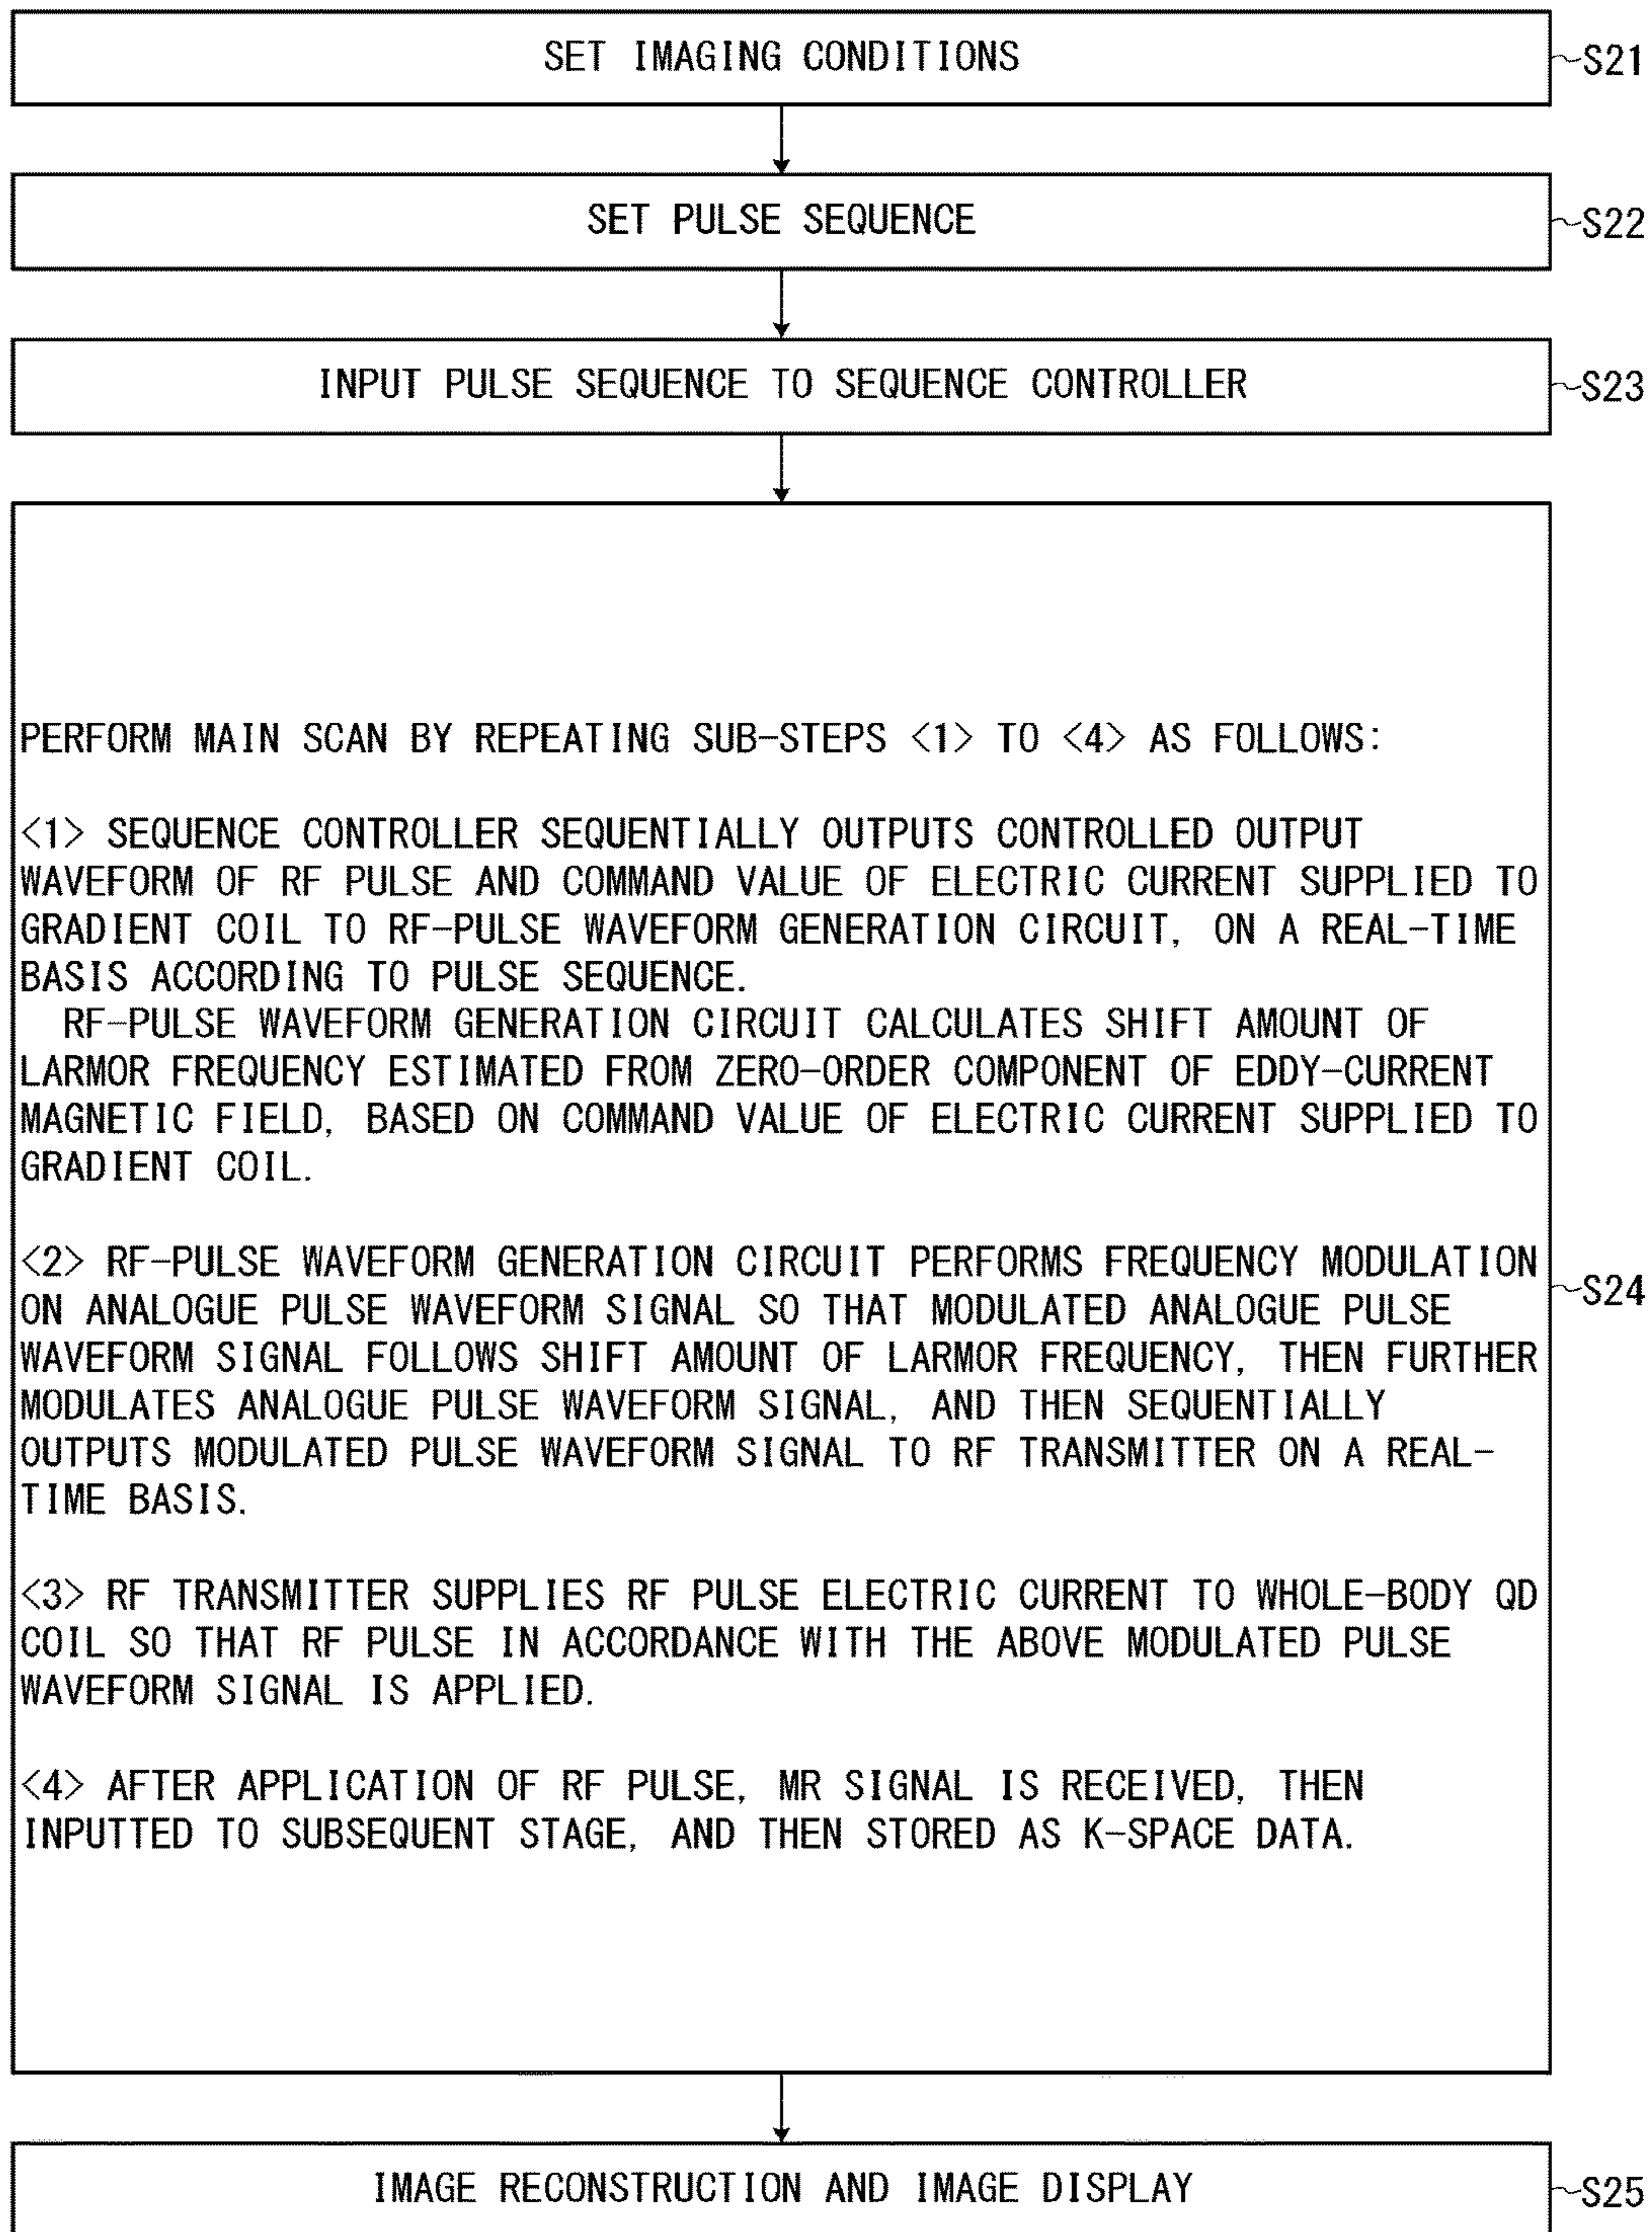 SET IMAGING CONDITIONS
S21
SET PULSE SEQUENCE
S22
INPUT PULSE SEQUENCE TO SEQUENCE CONTROLLER
S23
PERFORM MAIN SCAN BY REPEATING SUB-STEPS <1> TO <4> AS FOLLOWS:
<1> SEQUENCE CONTROLLER SEQUENTIALLY OUTPUTS CONTROLLED OUTPUT
WAVEFORM OF RF PULSE AND COMMAND VALUE OF ELECTRIC CURRENT SUPPLIED TO
GRADIENT COIL TO RF-PULSE WAVEFORM GENERATION CIRCUIT, ON A REAL-TIME
BASIS ACCORDING TO PULSE SEQUENCE.
RF-PULSE WAVEFORM GENERATION CIRCUIT CALCULATES SHIFT AMOUNT OF
LARMOR FREQUENCY ESTIMATED FROM ZERO-ORDER COMPONENT OF EDDY-CURRENT
MAGNETIC FIELD, BASED ON COMMAND VALUE OF ELECTRIC CURRENT SUPPLIED TO
GRADIENT COIL.
<2> RF-PULSE WAVEFORM GENERATION CIRCUIT PERFORMS FREQUENCY MODULATION
ON ANALOGUE PULSE WAVEFORM SIGNAL SO THAT MODULATED ANALOGUE PULSE
WAVEFORM SIGNAL FOLLOWS SHIFT AMOUNT OF LARMOR FREQUENCY, THEN FURTHER
MODULATES ANALOGUE PULSE WAVEFORM SIGNAL, AND THEN SEQUENTIALLY
OUTPUTS MODULATED PULSE WAVEFORM SIGNAL TO RF TRANSMITTER ON A REAL-
TIME BASIS.
S24
<3> RF TRANSMITTER SUPPLIES RF PULSE ELECTRIC CURRENT TO WHOLE-BODY QD
COIL SO THAT RF PULSE IN ACCORDANCE WITH THE ABOVE MODULATED PULSE
WAVEFORM SIGNAL IS APPLIED.
<4> AFTER APPLICATION OF RF PULSE, MR SIGNAL IS RECEIVED, THEN
INPUTTED TO SUBSEQUENT STAGE, AND THEN STORED AS K-SPACE DATA.
IMAGE RECONSTRUCTION AND IMAGE DISPLAY
S25